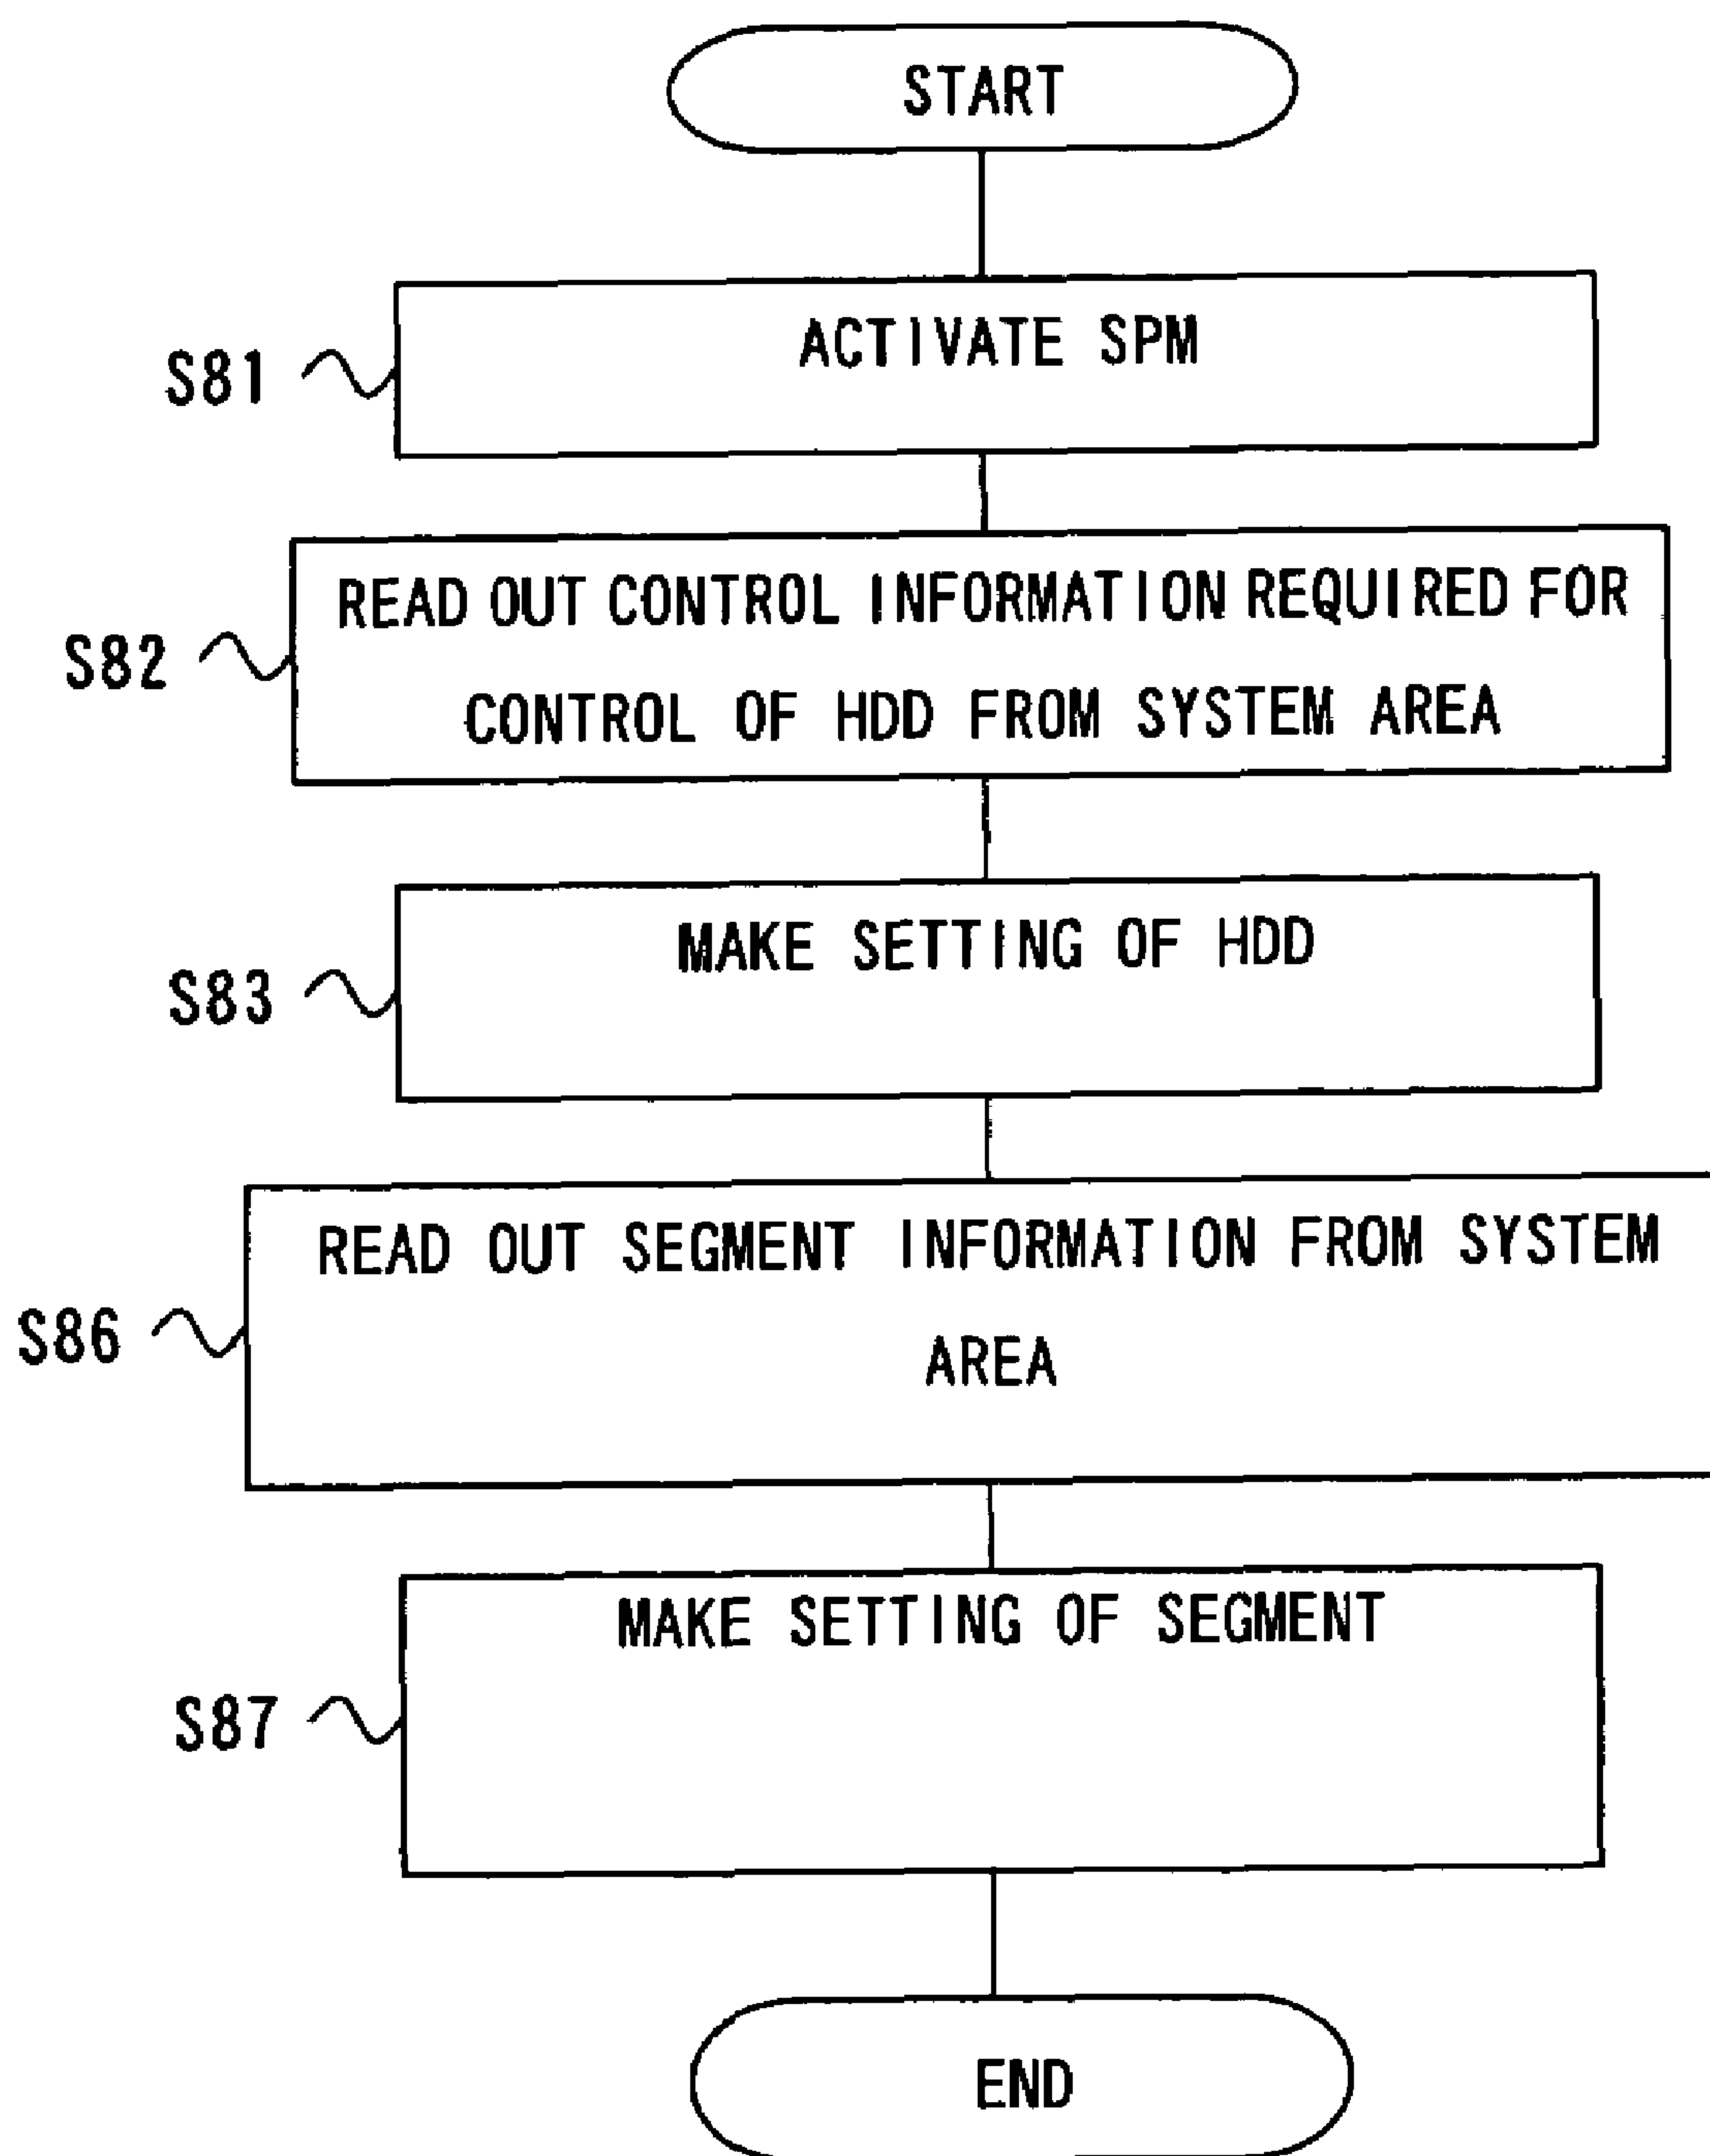 START
ACTIVATE SPM
S81
READ OUT CONTROL INFORMATION REQUIRED FOR
S82
CONTROL OF HDD FROM SYSTEM AREA
MAKE SETTING OF HDD
S83
READ OUT SEGMENT INFORMATION FROM SYSTEM
S86
AREA
MAKE SETTING OF SEGMENT
S87
END